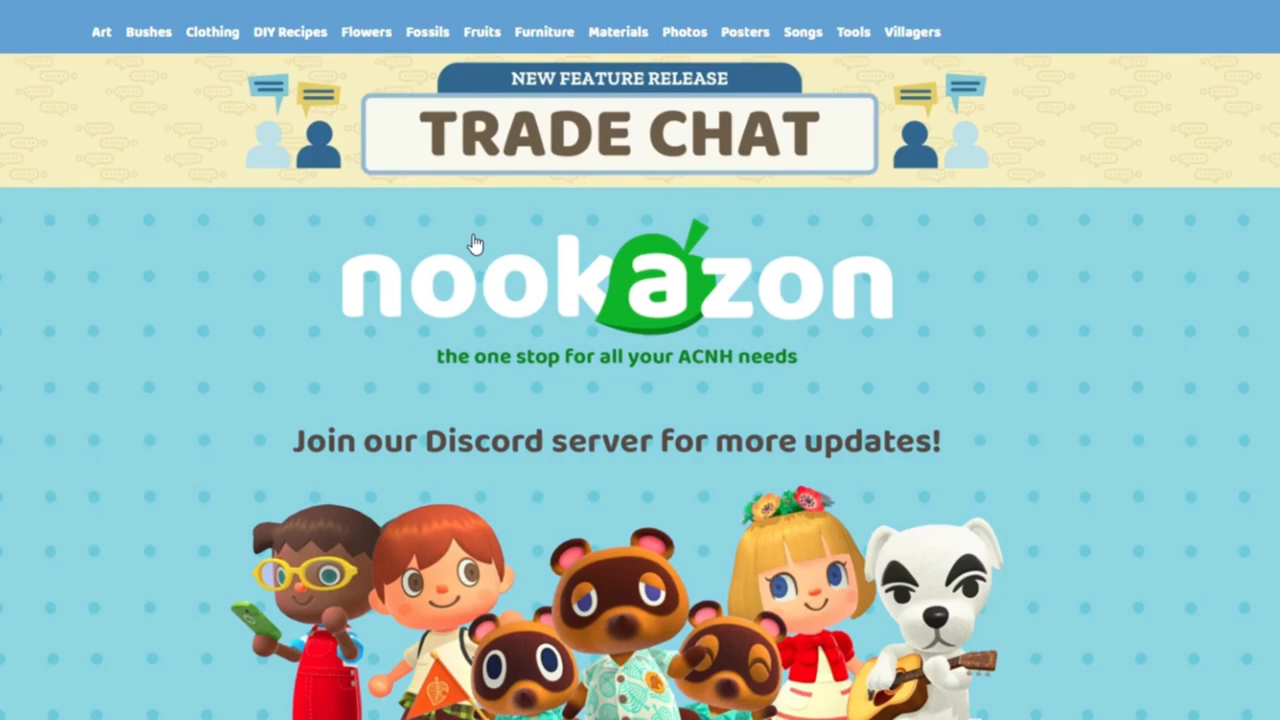 Art Bushes Clothing DIY Recipes Flowers Fossils Fruits Furniture Materials Photos Posters Songs Tools Villagers
NEW FEATURE RELEASE
TRADE CHAT
nookazon
the one stop for all your ACNH needs
Join our Discord server for more updates!